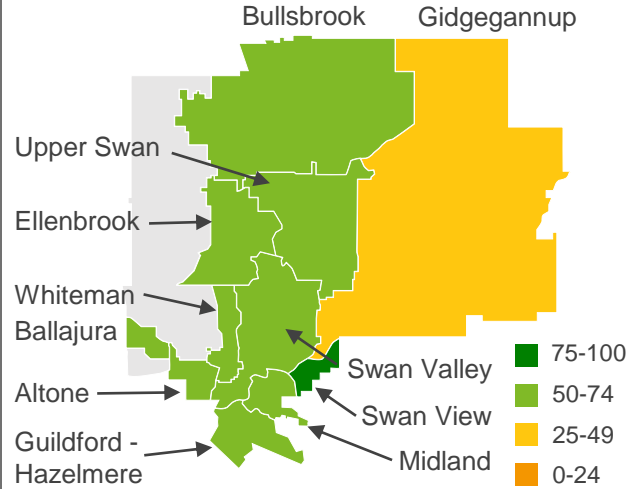 Bullsbrook
Gidgegannup
Upper Swan
Ellenbrook
Whiteman
Ballajura
Altone
Guildford -
Hazelmere
Swan Valley
Swan View
Midland
75-100
50-74
25-49
0-24